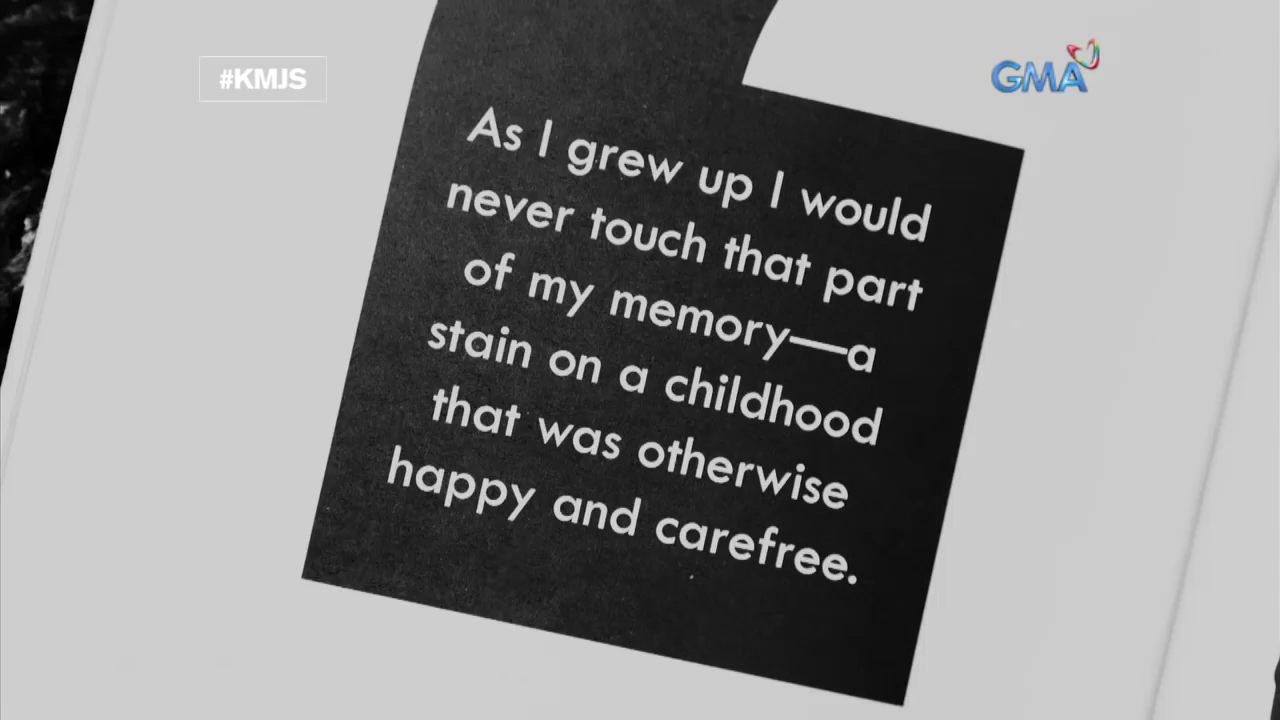 #KMJS
GMA
As I grew up I would
never touch that part
of my memory—a
stain on a childhood
that was otherwise
happy and carefree.